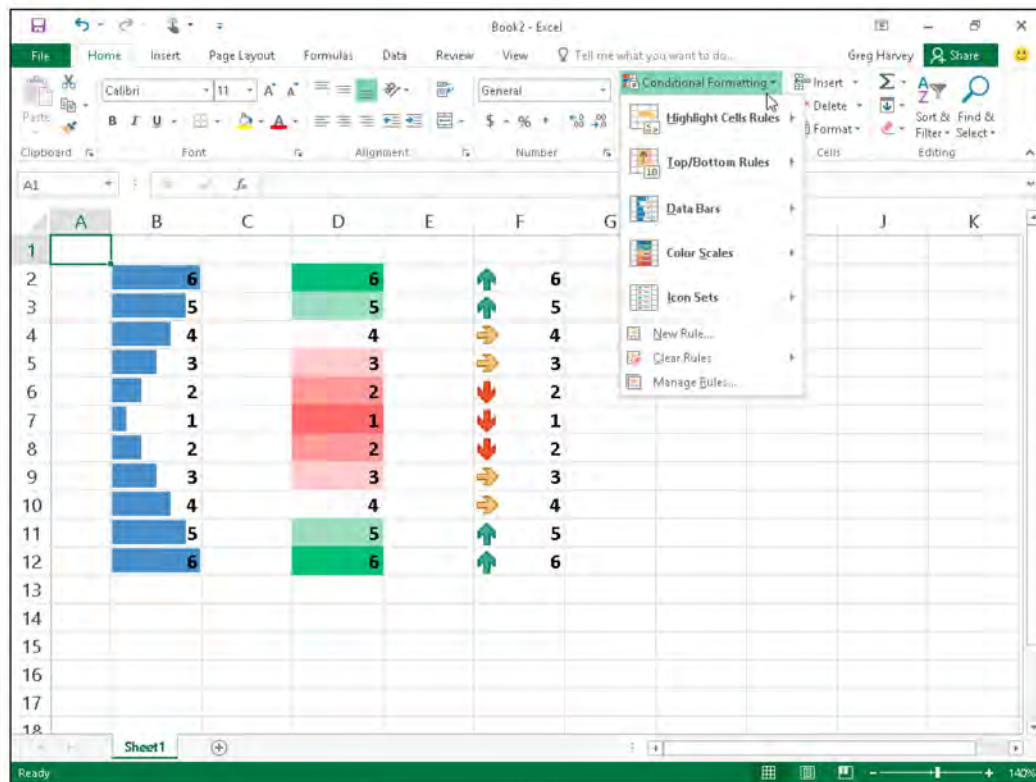 Book2 - Excel
File Home Insert Page Layout Formulas Data Review View Tell me what you want to do... Greg Harvey Share
Paste
Calibri 11 A A
B I U A
General
$ - % ,
Conditional Formatting
Insert
Delete
Format
Σ
A Z
Sort & Filter
Find & Select
Clipboard Font Alignment Number Cells Editing
Highlight Cells Rules
Top/Bottom Rules
Data Bars
Color Scales
Icon Sets
New Rule...
Clear Rules
Manage Rules...
A1 fx
A B C D E F G J K
1
2 6 6 6
3 5 5 5
4 4 4 4
5 3 3 3
6 2 2 2
7 1 1 1
8 2 2 2
9 3 3 3
10 4 4 4
11 5 5 5
12 6 6 6
13
14
15
16
17
18
Sheet1
Ready 140%